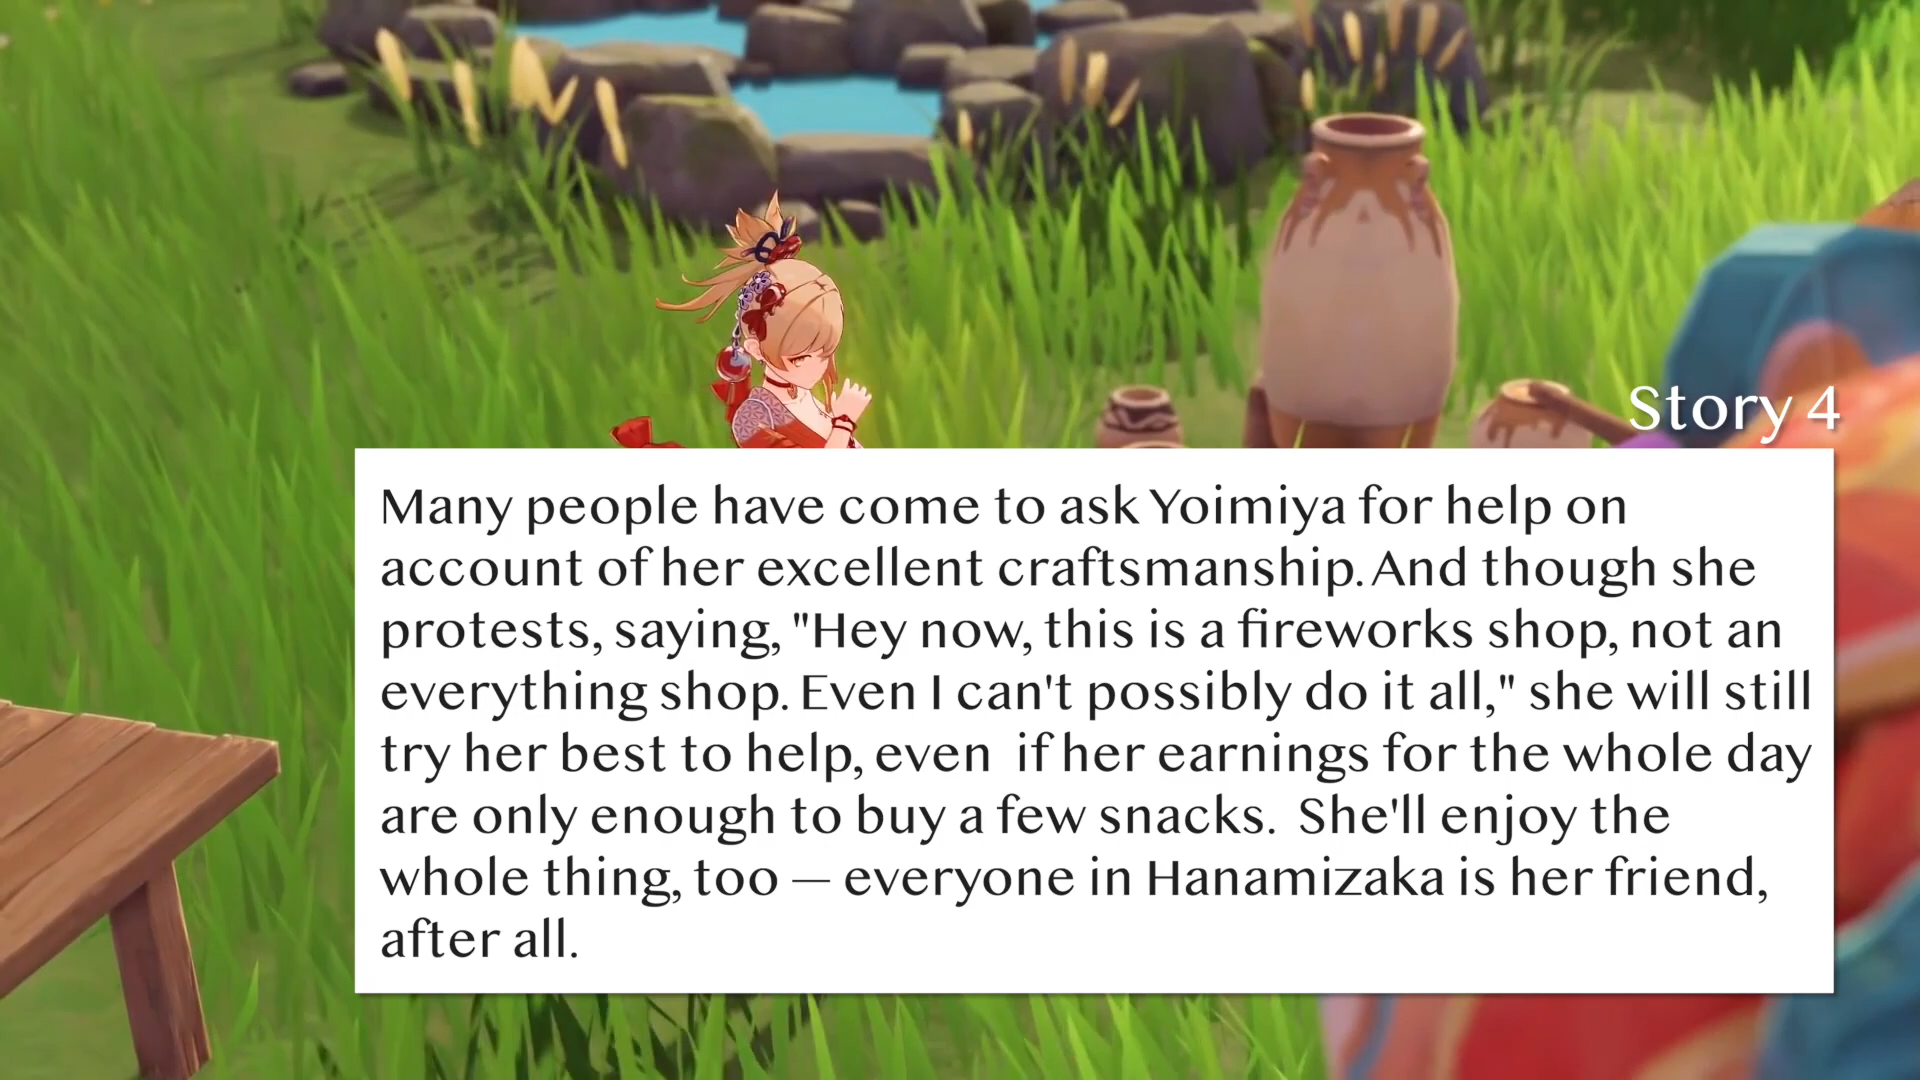 Story 4
Many people have come to ask Yoimiya for help on
account of her excellent craftsmanship. And though she
protests, saying, "Hey now, this is a fireworks shop, not an
everything shop. Even I can't possibly do it all," she will still
try her best to help, even  if her earnings for the whole day
are only enough to buy a few snacks.  She'll enjoy the
whole thing, too — everyone in Hanamizaka is her friend,
after all.